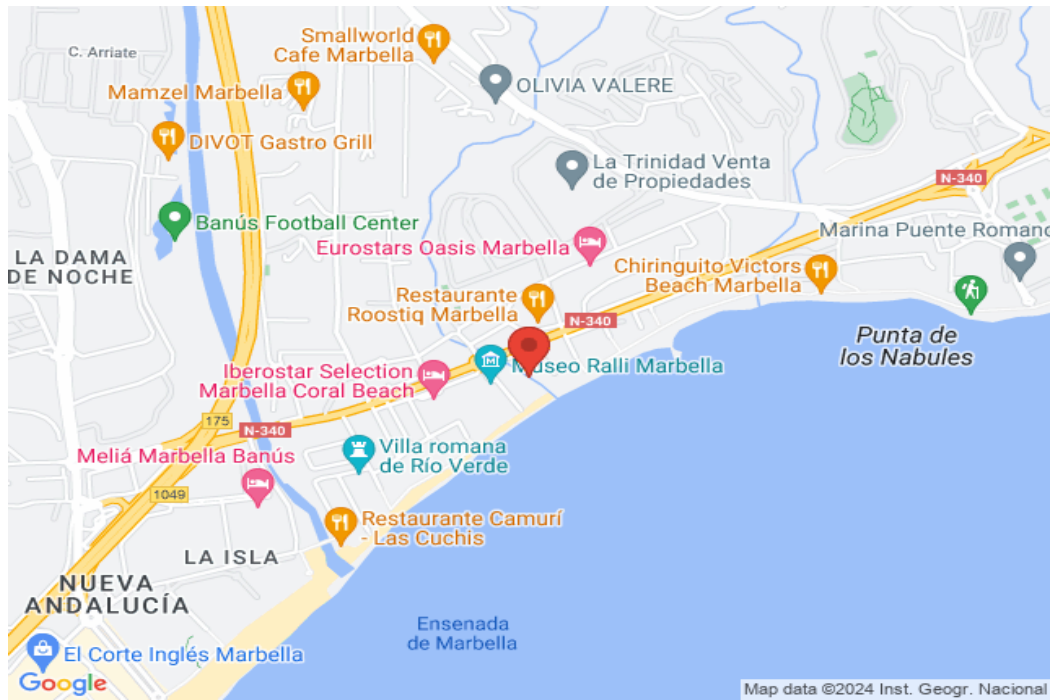 Smallworld
Cafe Marbella
C. Arriate
OLIVIA VALERE
Mamzel Marbella
DIVOT Gastro Grill
La Trinidad Venta
de Propiedades
N-340
Banús Football Center
Marina Puente Romano
Eurostars Oasis Marbella
LA DAMA
DE NOCHE
Chiringuito Victors
Beach Marbella
Restaurante
Roostiq Marbella
N-340
Punta de
los Nabules
Iberostar Selection
Marbella Coral Beach
Museo Ralli Marbella
175
N-340
Villa romana
de Río Verde
Meliá Marbella Banús
1049
Restaurante Camurí
- Las Cuchis
LA ISLA
NUEVA
ANDALUCÍA
Ensenada
de Marbella
El Corte Inglés Marbella
Google
Map data ©2024 Inst. Geogr. Nacional